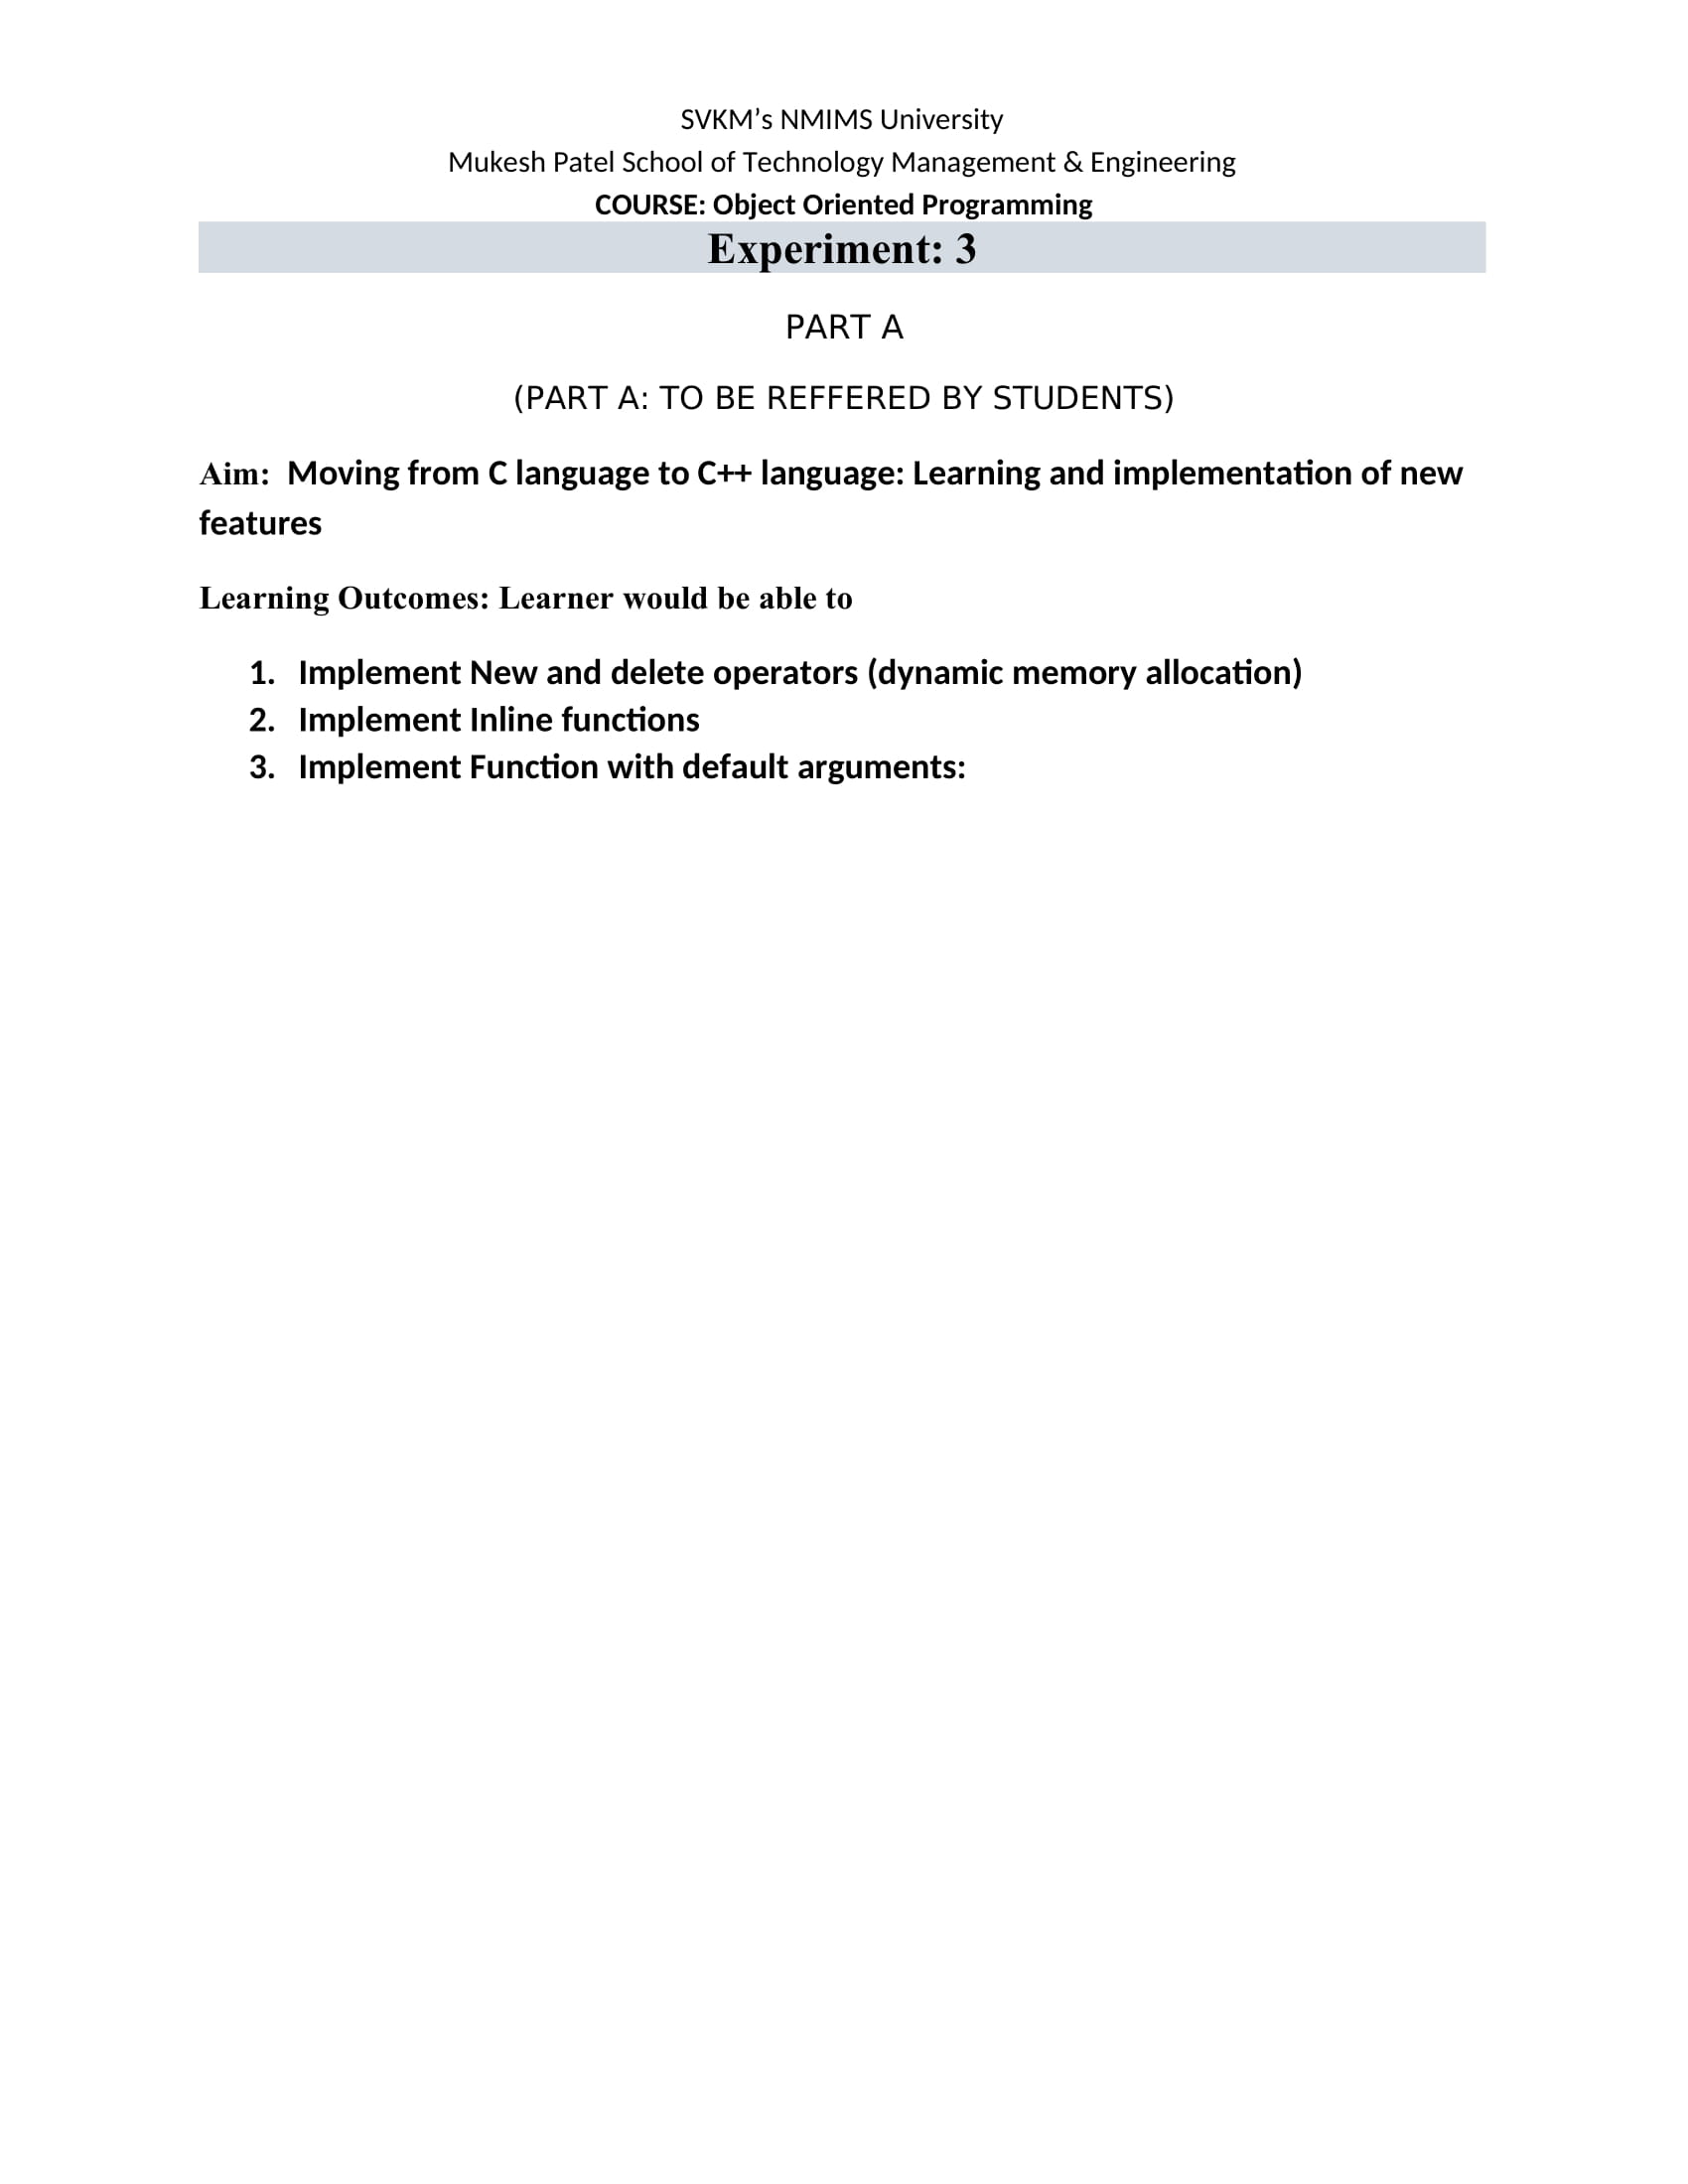 SVKM’s NMIMS University
Mukesh Patel School of Technology Management & Engineering
COURSE: Object Oriented Programming
Experiment: 3
PART A
(PART A: TO BE REFFERED BY STUDENTS)
Aim: Moving from C language to C++ language: Learning and implementation of new
features
Learning Outcomes: Learner would be able to
1. Implement New and delete operators (dynamic memory allocation)
2. Implement Inline functions
3. Implement Function with default arguments: